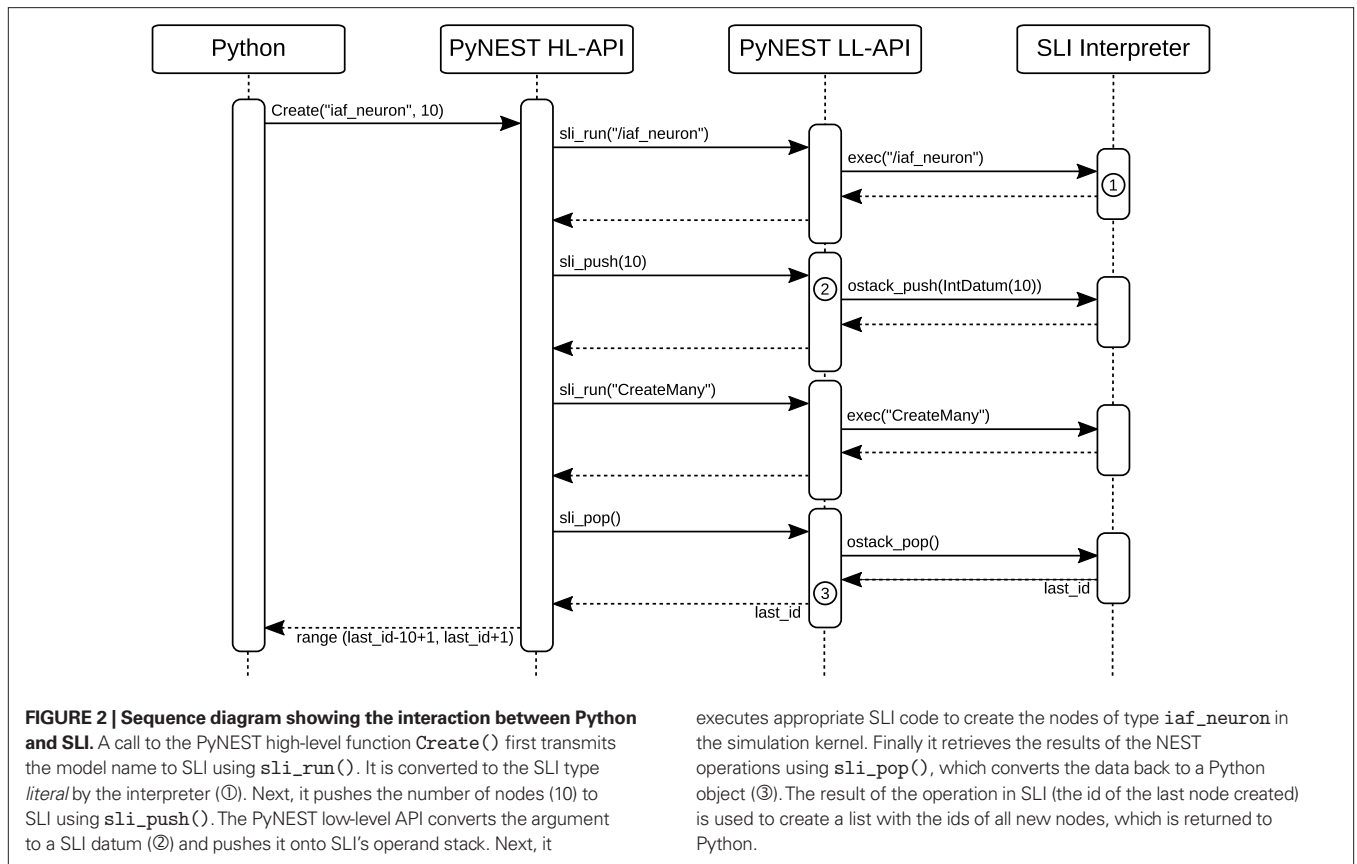 Python
PyNEST HL-API
PyNEST LL-API
SLI Interpreter
Create("iaf_neuron", 10)
sli_run("/iaf_neuron")
exec("/iaf_neuron")
1
sli_push(10)
2
ostack_push(IntDatum(10))
sli_run("CreateMany")
exec("CreateMany")
sli_pop()
ostack_pop()
last_id
3
last_id
range (last_id-10+1, last_id+1)
FIGURE 2 | Sequence diagram showing the interaction between Python
and SLI. A call to the PyNEST high-level function Create() first transmits
the model name to SLI using sli_run(). It is converted to the SLI type
literal by the interpreter (①). Next, it pushes the number of nodes (10) to
SLI using sli_push(). The PyNEST low-level API converts the argument
to a SLI datum (②) and pushes it onto SLI's operand stack. Next, it
executes appropriate SLI code to create the nodes of type iaf_neuron in
the simulation kernel. Finally it retrieves the results of the NEST
operations using sli_pop(), which converts the data back to a Python
object (③). The result of the operation in SLI (the id of the last node created)
is used to create a list with the ids of all new nodes, which is returned to
Python.